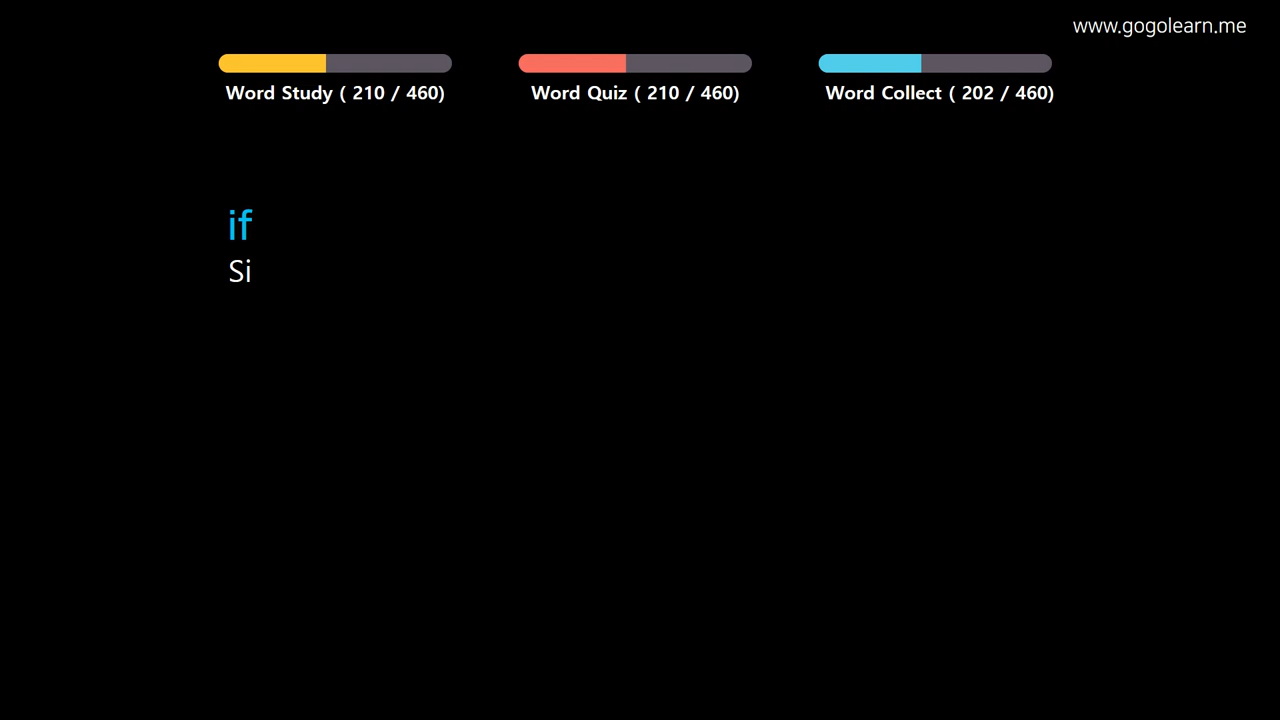 www.gogolearn.me
Word Study ( 210 / 460)
Word Quiz ( 210 / 460)
Word Collect ( 202 / 460)
if
Si